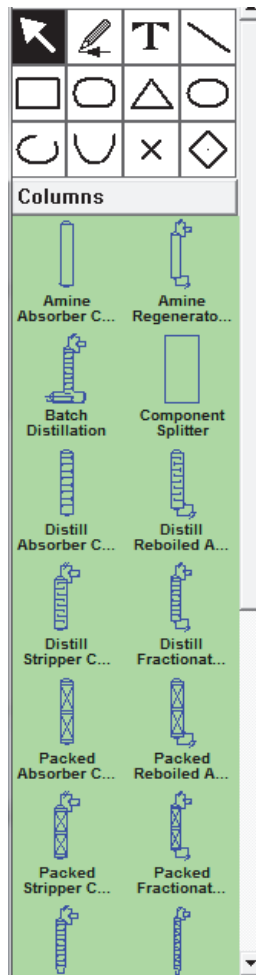 T
Columns
Amine Amine
Absorber C... Regenerato...
Batch Component
Distillation Splitter
Distill Distill
Absorber C... Reboiled A...
Distill Distill
Stripper C... Fractionat...
Packed Packed
Absorber C... Reboiled A...
Packed Packed
Stripper C... Fractionat...